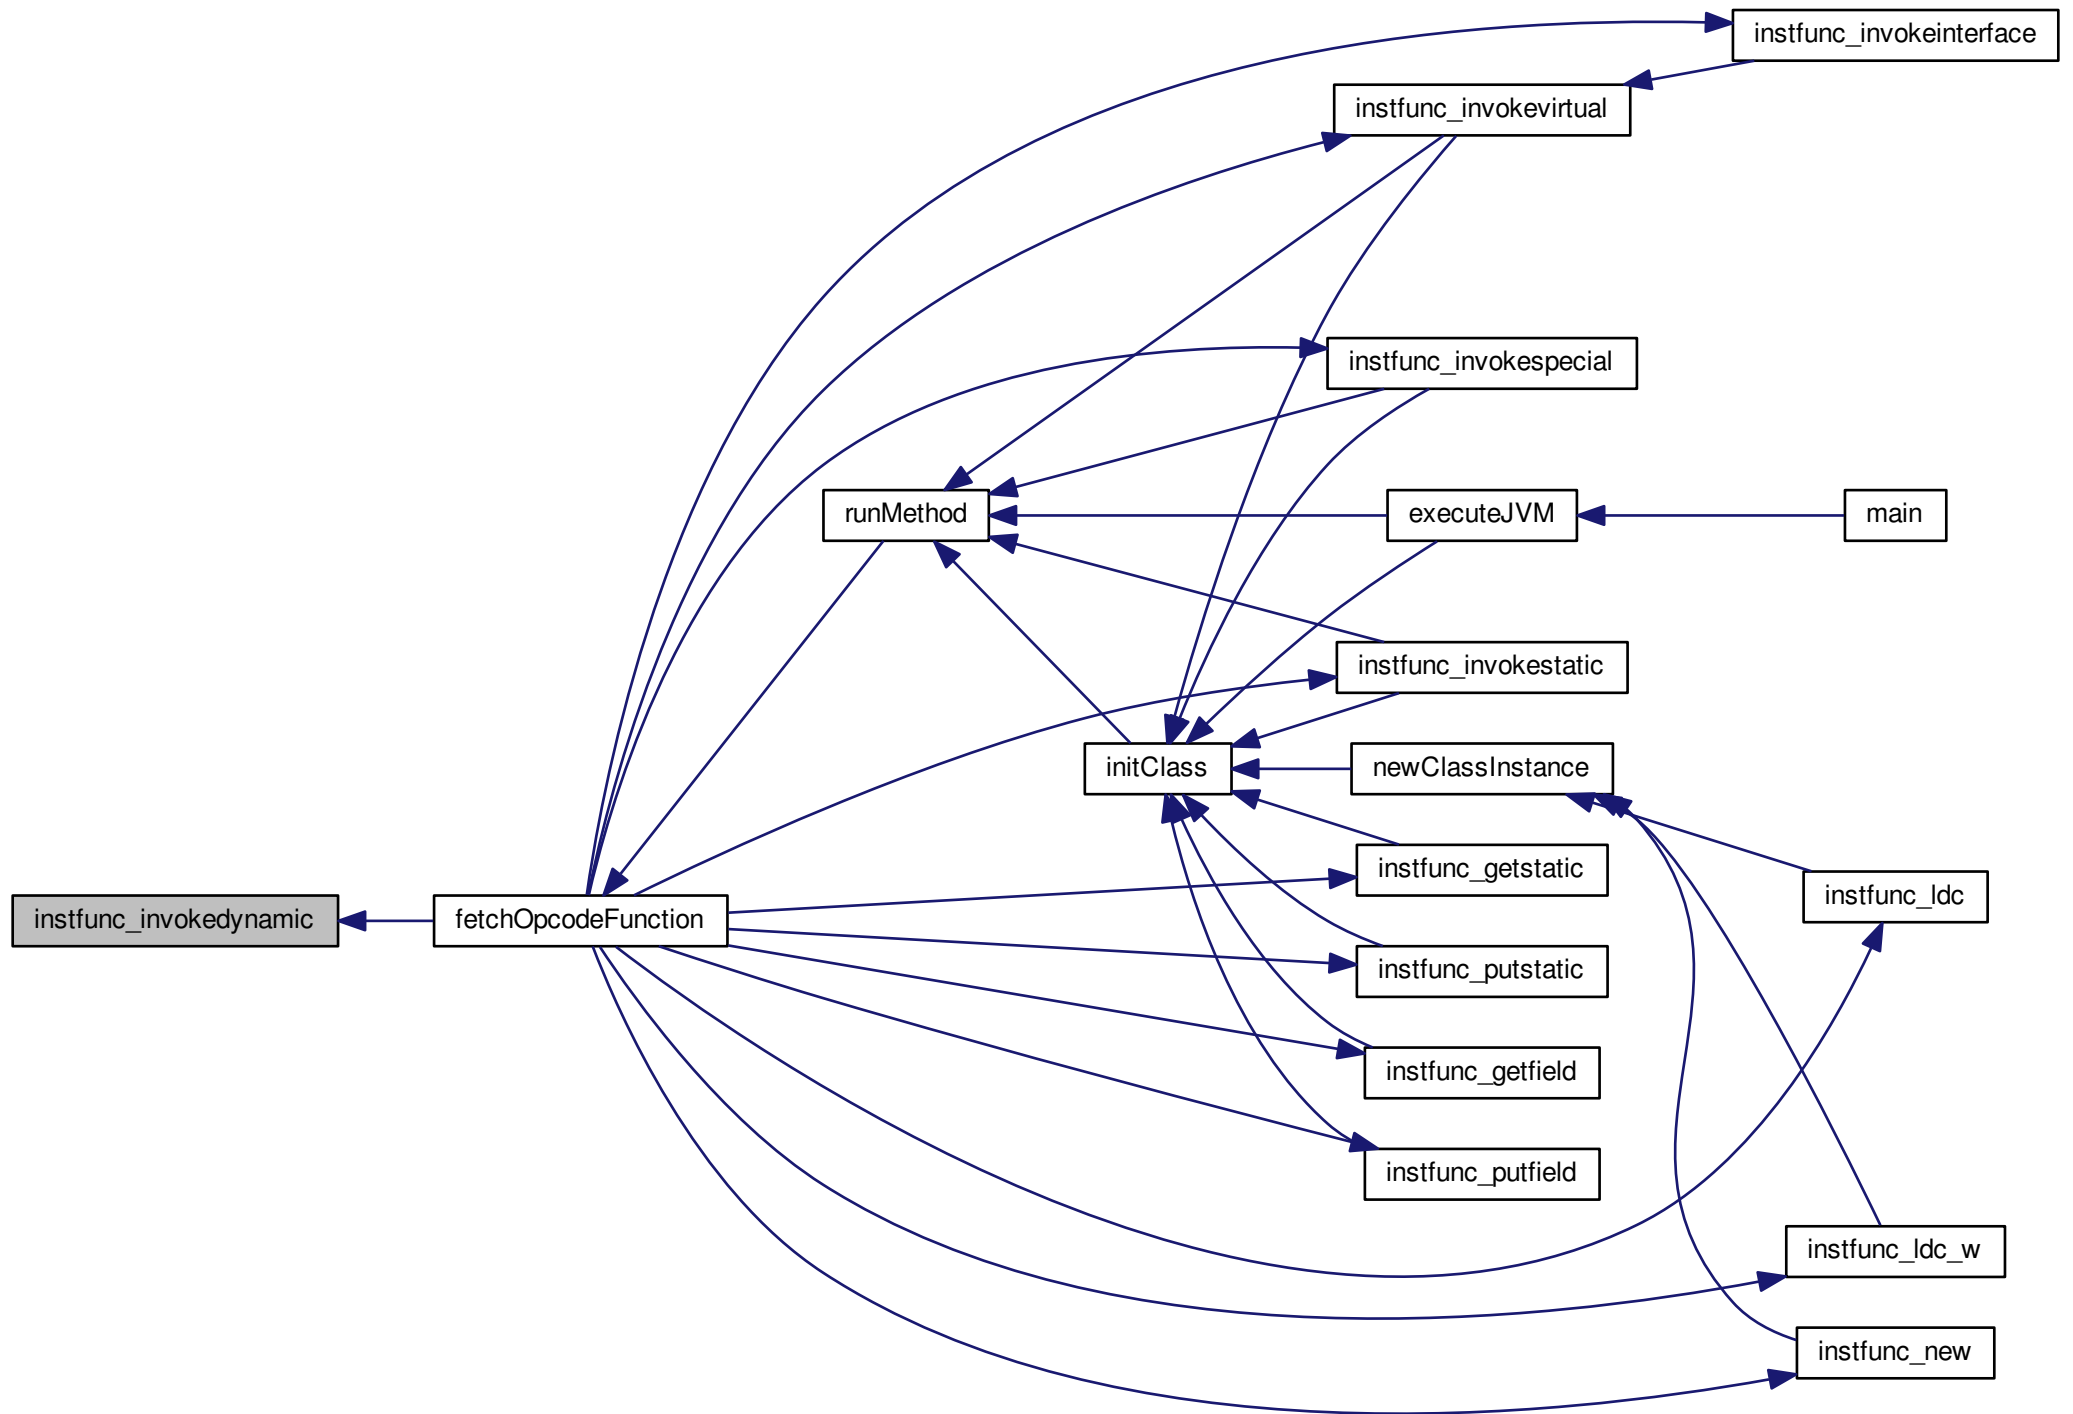 instfunc_invokeinterface
instfunc_invokevirtual
instfunc_invokespecial
runMethod
executeJVM
main
instfunc_invokestatic
initClass
newClassInstance
instfunc_getstatic
instfunc_ldc
instfunc_invokedynamic
fetchOpcodeFunction
instfunc_putstatic
instfunc_getfield
instfunc_putfield
instfunc_ldc_w
instfunc_new